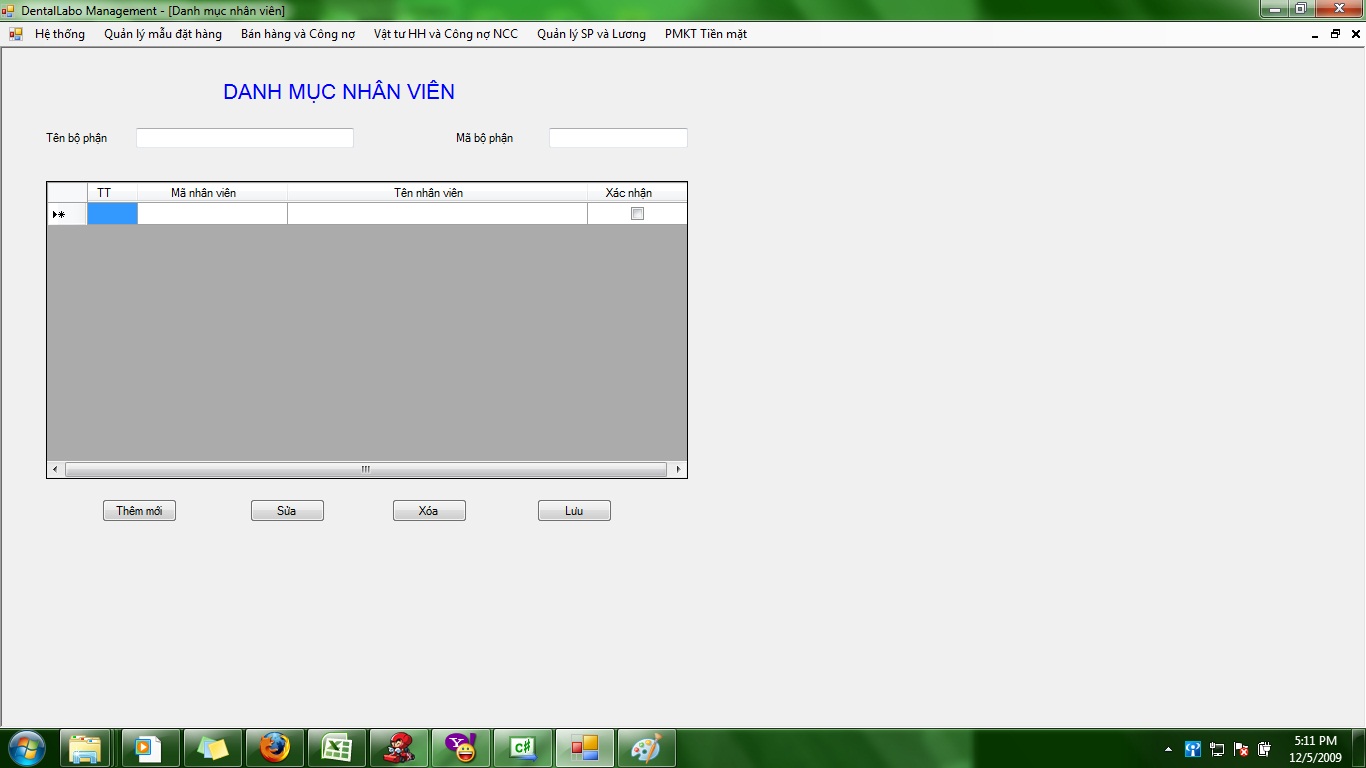 DentalLabo Management - [Danh mục nhân viên]
Hệ thống Quản lý mẫu đặt hàng Bán hàng và Công nợ Vật tư HH và Công nợ NCC Quản lý SP và Lương PMKT Tiền mặt
DANH MỤC NHÂN VIÊN
Tên bộ phận Mã bộ phận
TT Mã nhân viên Tên nhân viên Xác nhận
Thêm mới Sửa Xóa Lưu
C#
5:11 PM
12/5/2009